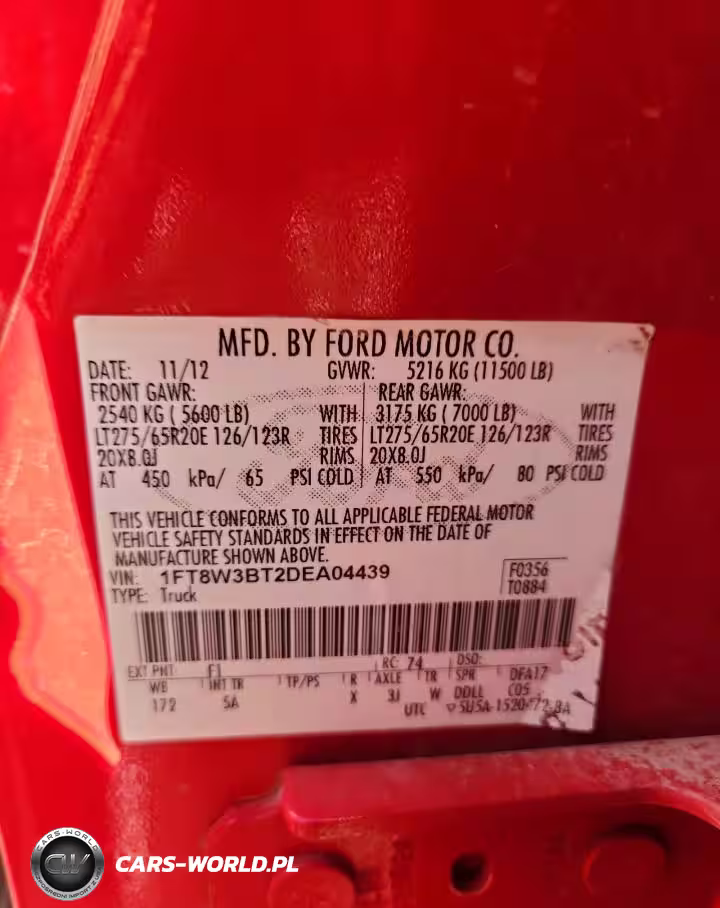 MFD. BY FORD MOTOR CO.
DATE: 11/12 GVWR: 5216 KG (11500 LB)
FRONT GAWR: REAR GAWR:
2540 KG ( 5600 LB) WITH 3175 KG ( 7000 LB) WITH
LT275/65R20E 126/123R TIRES LT275/65R20E 126/123R TIRES
20X8.0J RIMS 20X8.0J RIMS
AT 450 kPa/ 65 PSI COLD AT 550 kPa/ 80 PSI COLD
THIS VEHICLE CONFORMS TO ALL APPLICABLE FEDERAL MOTOR
VEHICLE SAFETY STANDARDS IN EFFECT ON THE DATE OF
MANUFACTURE SHOWN ABOVE.
VIN: 1FT8W3BT2DEA04439 F0356
TYPE: Truck T0884
EXT PNT: F1 RC: 74 DSO:
WB INT TR TP/PS R AXLE TR SPR DFA17
172 5A X 3J W DDLL C05
UTC
CARS-WORLD
CW
CARS-WORLD.PL